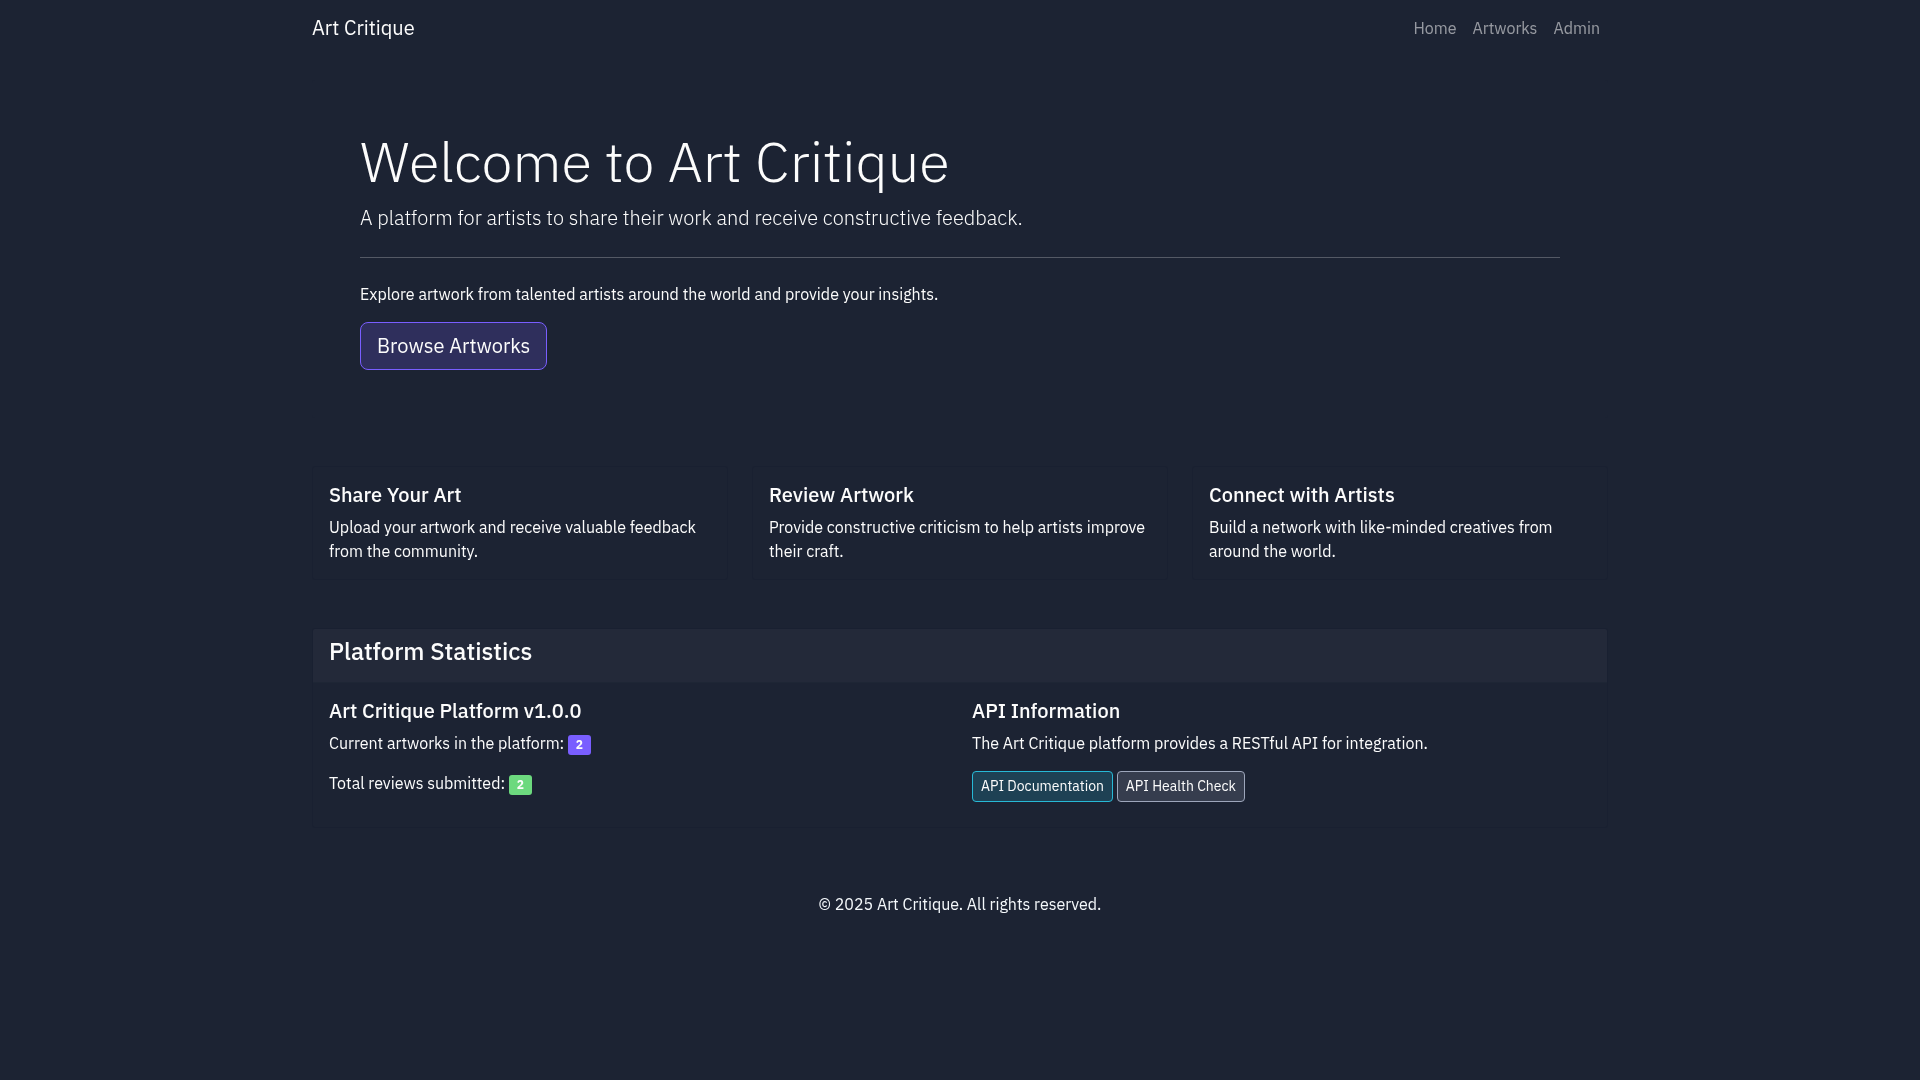 Art Critique
Home Artworks Admin
Welcome to Art Critique
A platform for artists to share their work and receive constructive feedback.
Explore artwork from talented artists around the world and provide your insights.
Browse Artworks
Share Your Art
Upload your artwork and receive valuable feedback
from the community.
Review Artwork
Provide constructive criticism to help artists improve
their craft.
Connect with Artists
Build a network with like-minded creatives from
around the world.
Platform Statistics
Art Critique Platform v1.0.0
Current artworks in the platform: 2
Total reviews submitted: 2
API Information
The Art Critique platform provides a RESTful API for integration.
API Documentation API Health Check
© 2025 Art Critique. All rights reserved.